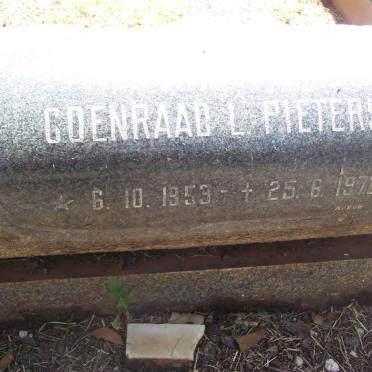 COENRAAD L PIETERS
* 6. 10. 1953 - + 25. 6. 197